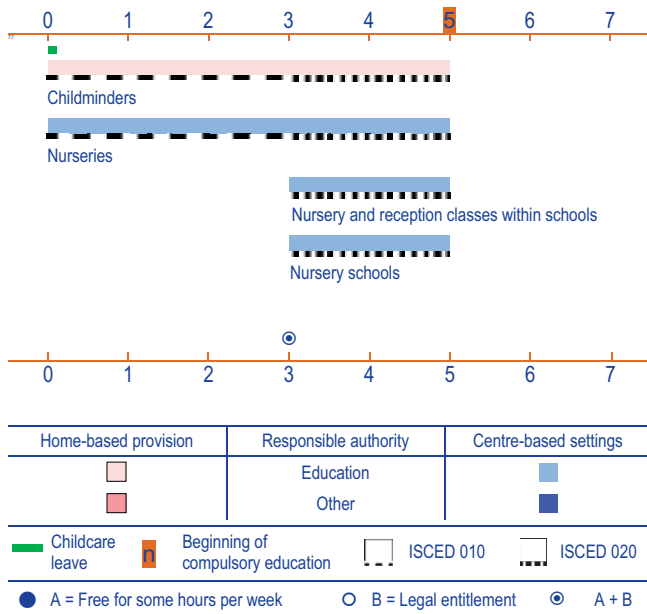 0 1 2 3 4 5 6 7
Childminders
Nurseries
Nursery and reception classes within schools
Nursery schools
0 1 2 3 4 5 6 7
Home-based provision Responsible authority Centre-based settings
Education
Other
Childcare
leave
n
Beginning of
compulsory education
ISCED 010
ISCED 020
A = Free for some hours per week B = Legal entitlement A + B